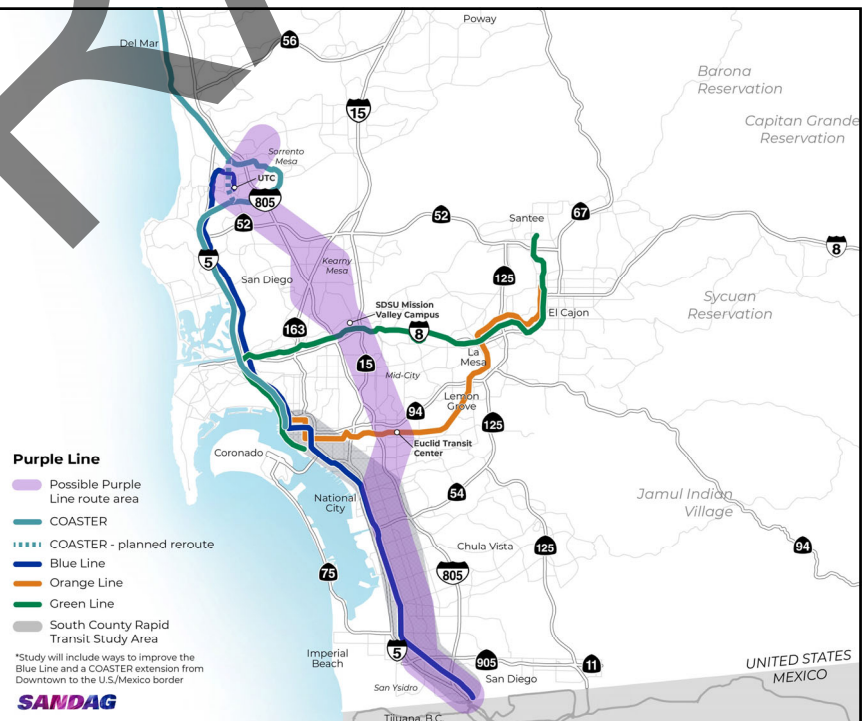 Poway
Del Mar
56
Barona
Reservation
15
Capitan Grande
Reservation
Sorrento
Mesa
UTC
805
52
52
Santee
67
5
8
Kearny
Mesa
San Diego
125
Sycuan
Reservation
SDSU Mission
Valley Campus
El Cajon
163
8
La
Mesa
15
Mid-City
Lemon
Grove
94
125
Euclid Transit
Center
Coronado
Purple Line
Possible Purple
Line route area
COASTER
COASTER - planned reroute
Blue Line
Orange Line
Green Line
South County Rapid
Transit Study Area
*Study will include ways to improve the
Blue Line and a COASTER extension from
Downtown to the U.S./Mexico border
SANDAG
National
City
54
Jamul Indian
Village
Chula Vista
125
94
75
805
Imperial
Beach
5
905
11
San Diego
San Ysidro
UNITED STATES
MEXICO
Tijuana, B.C.